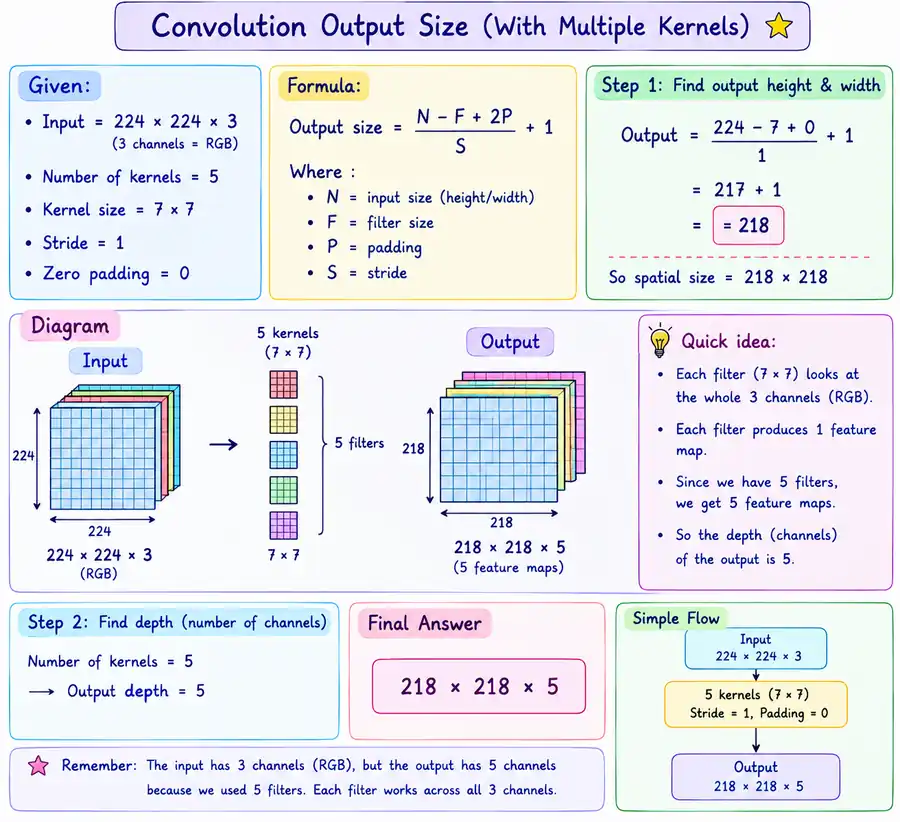 Convolution Output Size (With Multiple Kernels)
Given:
• Input = 224 × 224 × 3
(3 channels = RGB)
• Number of kernels = 5
• Kernel size = 7 × 7
• Stride = 1
• Zero padding = 0
Formula:
Output size = (N − F + 2P) / S + 1
Where :
• N = input size (height/width)
• F = filter size
• P = padding
• S = stride
Step 1: Find output height & width
Output = (224 − 7 + 0) / 1 + 1
= 217 + 1
= = 218
So spatial size = 218 × 218
Diagram
Input
224
224
224 × 224 × 3
(RGB)
5 kernels
(7 × 7)
5 filters
7 × 7
Output
218
218
218 × 218 × 5
(5 feature maps)
Quick idea:
• Each filter (7 × 7) looks at
the whole 3 channels (RGB).
• Each filter produces 1 feature
map.
• Since we have 5 filters,
we get 5 feature maps.
• So the depth (channels)
of the output is 5.
Step 2: Find depth (number of channels)
Number of kernels = 5
→ Output depth = 5
Final Answer
218 × 218 × 5
Simple Flow
Input
224 × 224 × 3
5 kernels (7 × 7)
Stride = 1, Padding = 0
Output
218 × 218 × 5
Remember: The input has 3 channels (RGB), but the output has 5 channels
because we used 5 filters. Each filter works across all 3 channels.